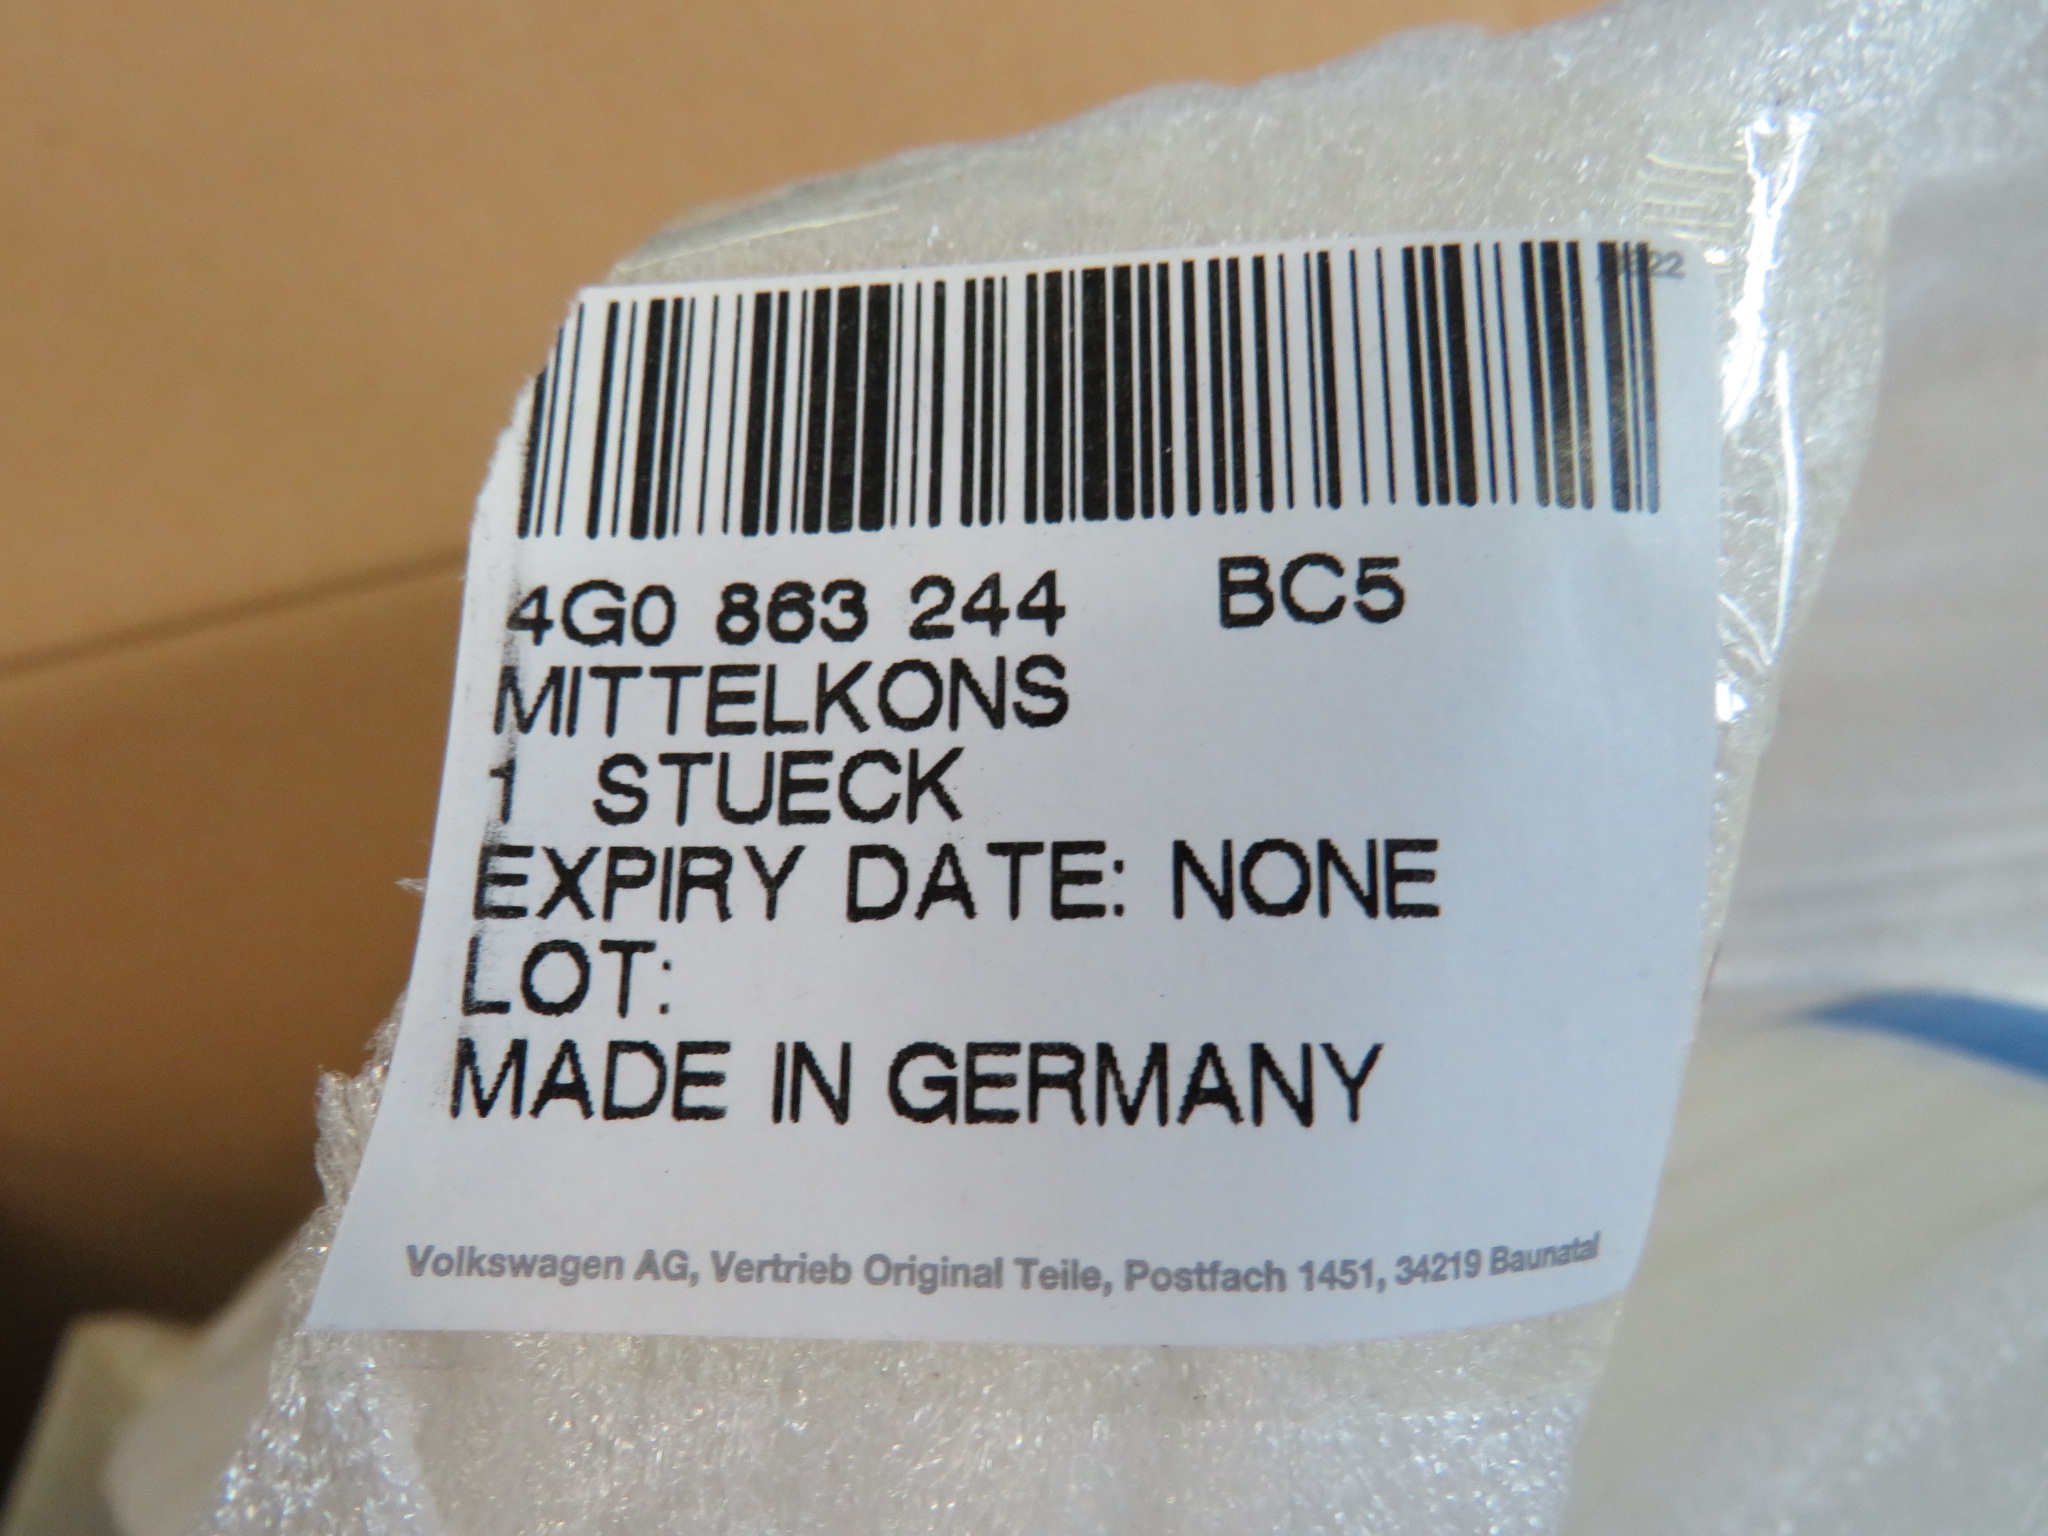 4G0 863 244 BC5
MITTELKONS
1 STUECK
EXPIRY DATE: NONE
LOT:
MADE IN GERMANY
Volkswagen AG, Vertrieb Original Teile, Postfach 1451, 34219 Baunatal